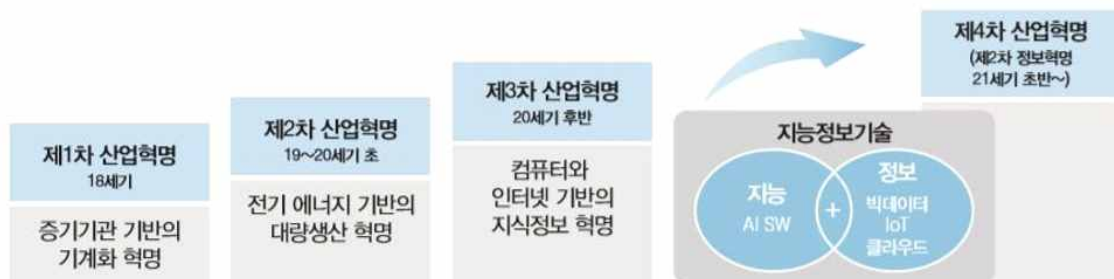 제1차 산업혁명
18세기
증기기관 기반의
기계화 혁명
제2차 산업혁명
19~20세기 초
전기 에너지 기반의
대량생산 혁명
제3차 산업혁명
20세기 후반
컴퓨터와
인터넷 기반의
지식정보 혁명
제4차 산업혁명
(제2차 정보혁명
21세기 초반~)
지능정보기술
지능
AI SW
+
정보
빅데이터
IoT
클라우드